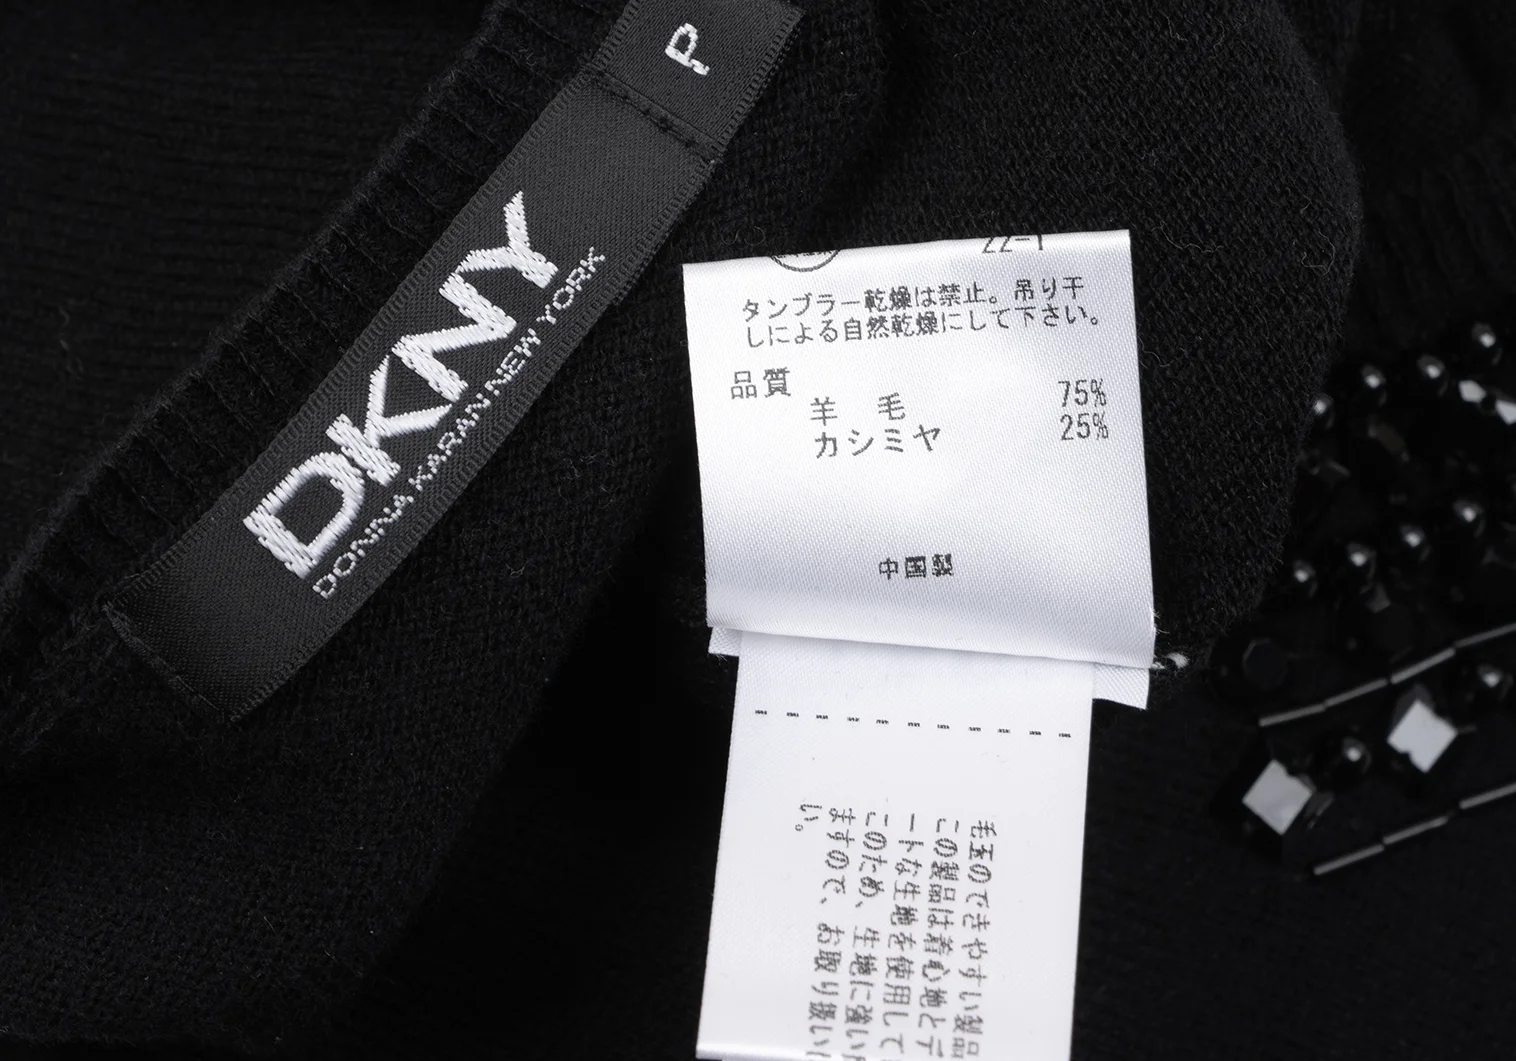 P.
DKNY
DONNA KARAN NEW YORK
22-1
タンブラー乾燥は禁止。吊り干
しによる自然乾燥にして下さい。
品質
羊 毛 75%
カシミヤ 25%
中国製
毛玉のできやすい製品
この製品は着心地とデ
ートな生地を使用して
このため、生地に強い
ますので、お取り扱い
い。